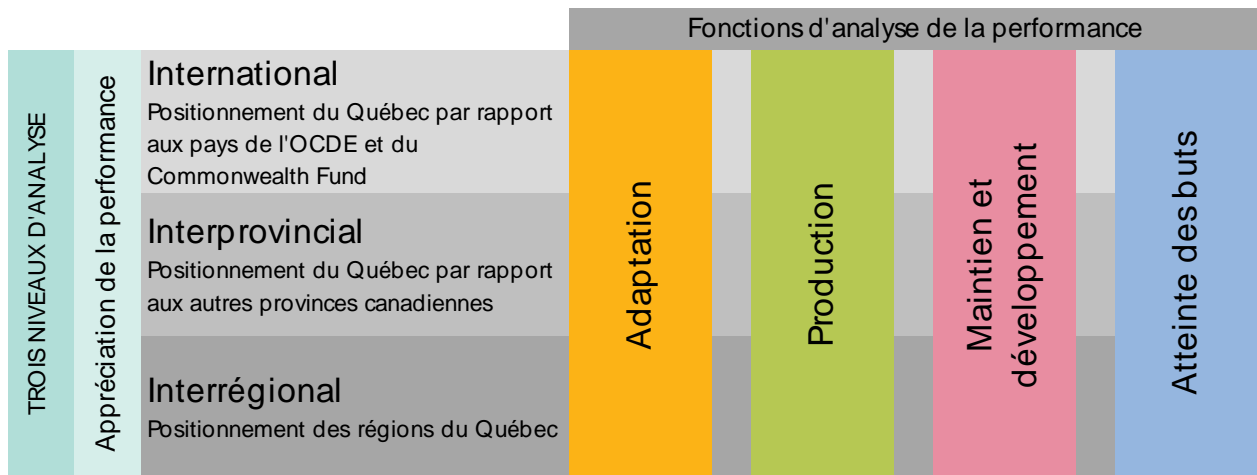 Fonctions d'analyse de la performance
TROIS NIVEAUX D'ANALYSE
Appréciation de la performance
International
Positionnement du Québec par rapport
aux pays de l'OCDE et du
Commonwealth Fund
Interprovincial
Positionnement du Québec par rapport
aux autres provinces canadiennes
Interrégional
Positionnement des régions du Québec
Adaptation
Production
Maintien et
développement
Atteinte des buts